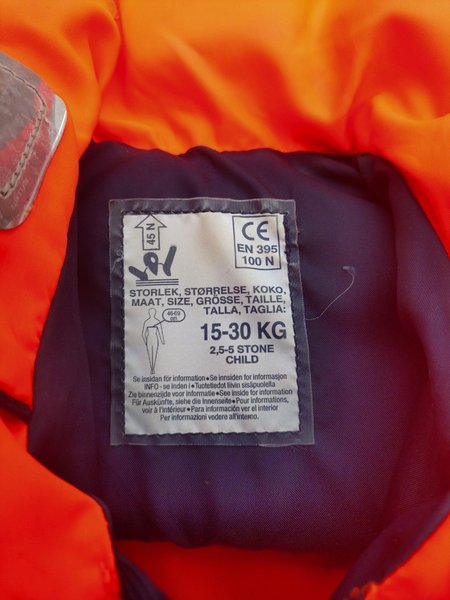 45 N
CE
EN 395
100 N
STORLEK, STØRRELSE, KOKO,
MAAT, SIZE, GRÖSSE, TAILLE,
TALLA, TAGLIA:
46-69
cm
15-30 KG
2,5-5 STONE
CHILD
Se insidan för information●Se innsiden for informasjon
INFO - se inden i●Tuotetiedot liivin sisäpuolella
Zie binnenzijde voor informatie●See inside for information
Für Auskünfte, siehe die Innenseite●Pour informations,
voir à l'intérieur●Para información ver el interior
Per informazioni vedere all'interno.